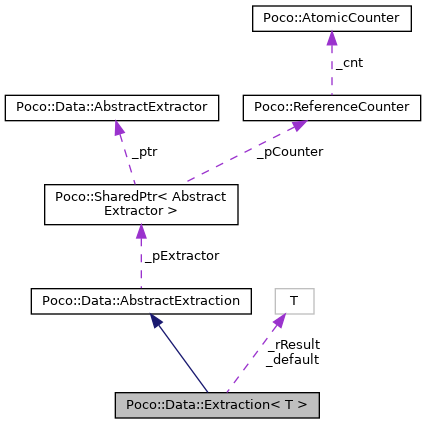 Poco::AtomicCounter
_cnt
Poco::Data::AbstractExtractor
Poco::ReferenceCounter
_ptr
_pCounter
Poco::SharedPtr< Abstract
Extractor >
_pExtractor
Poco::Data::AbstractExtraction
T
_rResult
_default
Poco::Data::Extraction< T >